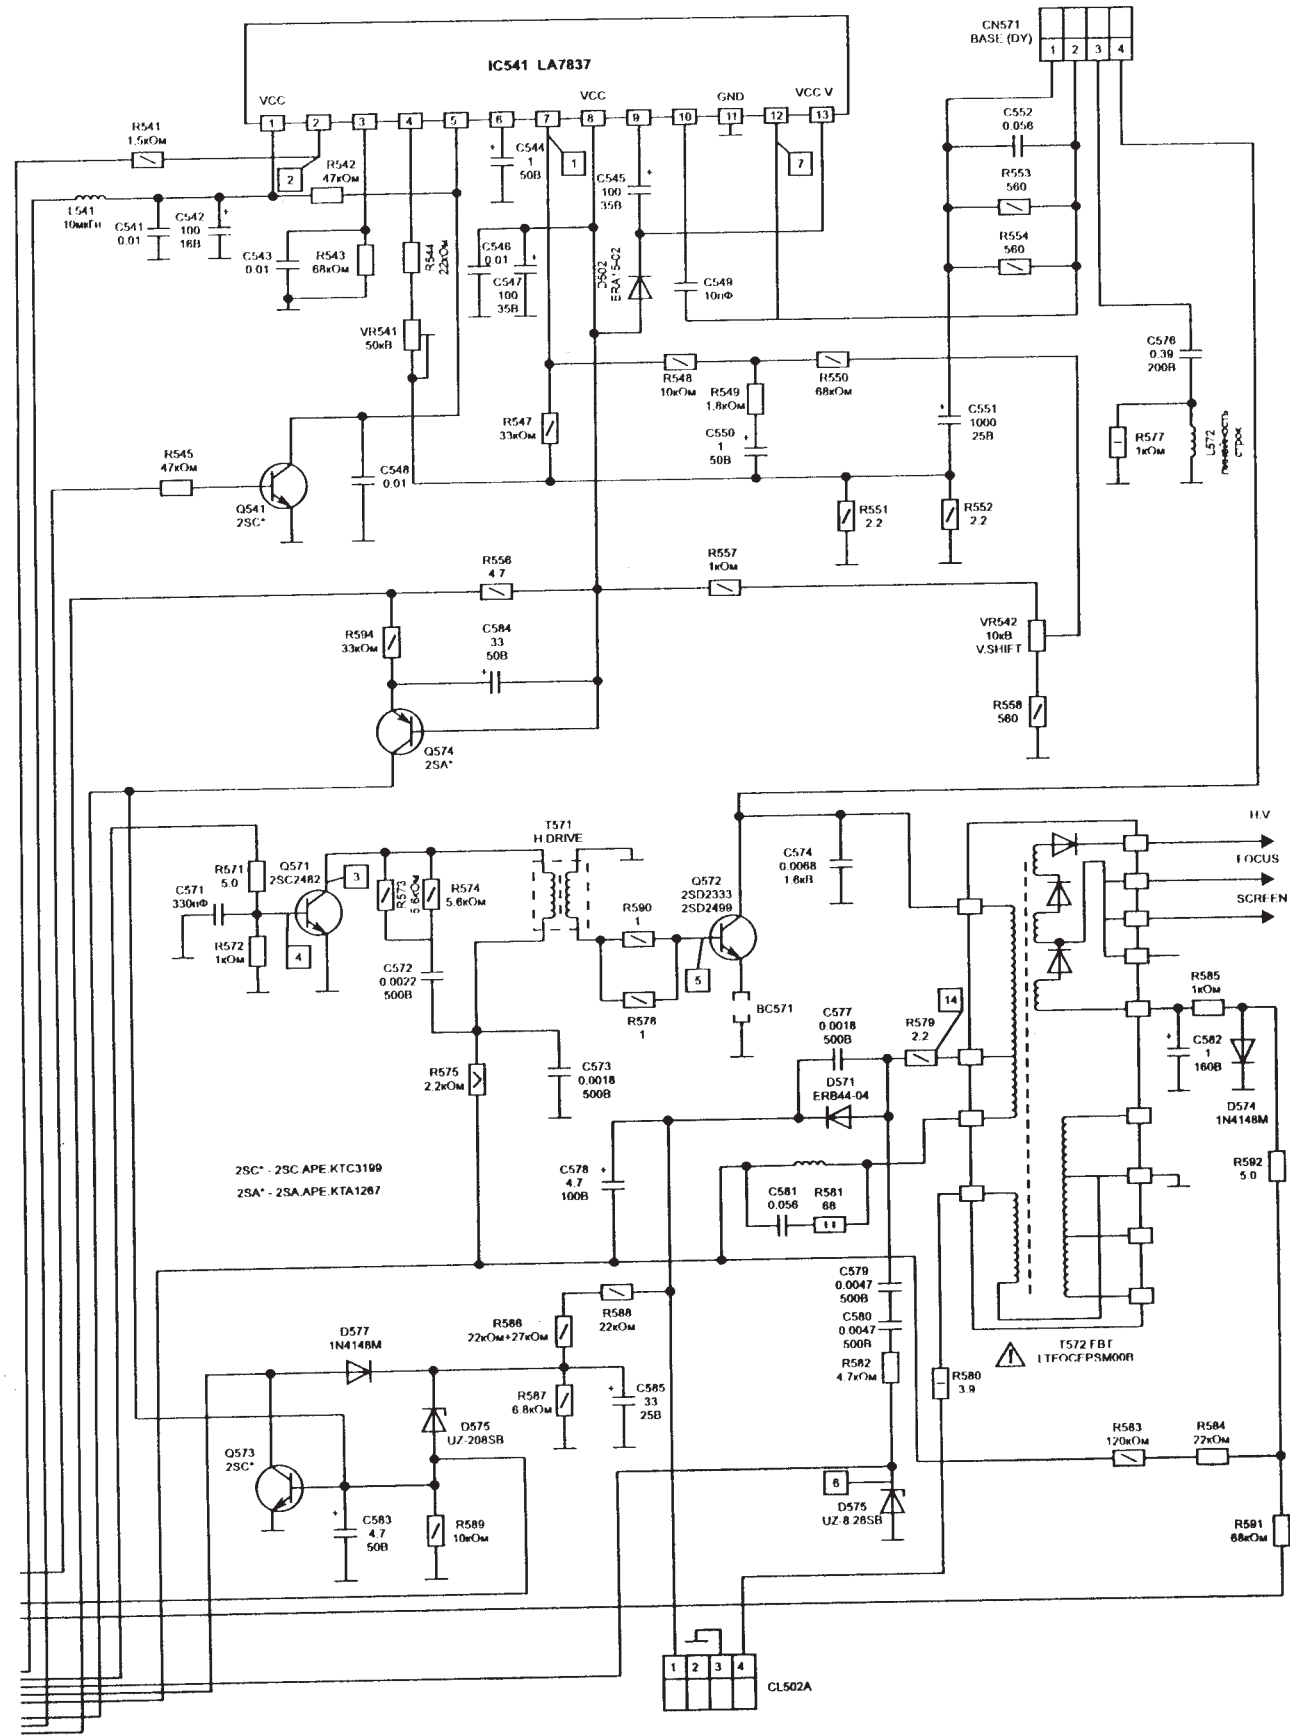 CN571
BASE (DY)
1 2 3 4
IC541 LA7837
VCC
VCC
GND
VCC V
1 2 3 4 5 6 7 8 9 10 11 12 13
R541
1.5кОм
2
R542
47кОм
C544
1
50В
1
C545
100
35В
7
C552
0.056
R553
560
R554
560
L541
10мкГн
C541
0.01
C542
100
16В
C543
0.01
R543
68кОм
R544
22кОм
C546
0.01
C547
100
35В
D502
ERA15-02
C549
10пФ
VR541
50кВ
R548
10кОм
R549
1.8кОм
R550
68кОм
C576
0.39
200В
R547
33кОм
C550
1
50В
C551
1000
25В
R577
1кОм
L572
линейность
строк
R545
47кОм
Q541
2SC*
C548
0.01
R551
2.2
R552
2.2
R556
4.7
R557
1кОм
R594
33кОм
C584
33
50В
VR542
10кВ
V.SHIFT
R558
560
Q574
2SA*
T571
H.DRIVE
H.V
FOCUS
SCREEN
C571
330пФ
R571
5.0
Q571
2SC2482
3
R573
5.6кОм
R574
5.6кОм
R572
1кОм
4
C572
0.0022
500В
R590
1
R578
1
Q572
2SD2333
2SD2499
5
C574
0.0068
1.6кВ
BC571
R575
2.2кОм
C573
0.0018
500В
C577
0.0018
500В
R579
2.2
14
D571
ERB44-04
R585
1кОм
C582
1
160В
D574
1N4148M
2SC* - 2SC.APE.KTC3199
2SA* - 2SA.APE.KTA1267
C578
4.7
100В
C581
0.056
R581
68
R592
5.0
C579
0.0047
500В
C580
0.0047
500В
R582
4.7кОм
T572 FBT
R580
3.9
D577
1N4148M
R586
22кОм+27кОм
R588
22кОм
R587
6.8кОм
C585
33
25В
D575
UZ-208SB
Q573
2SC*
C583
4.7
50В
R589
10кОм
6
D575
UZ-8.28SB
R583
120кОм
R584
22кОм
R591
68кОм
1 2 3 4
CL502A